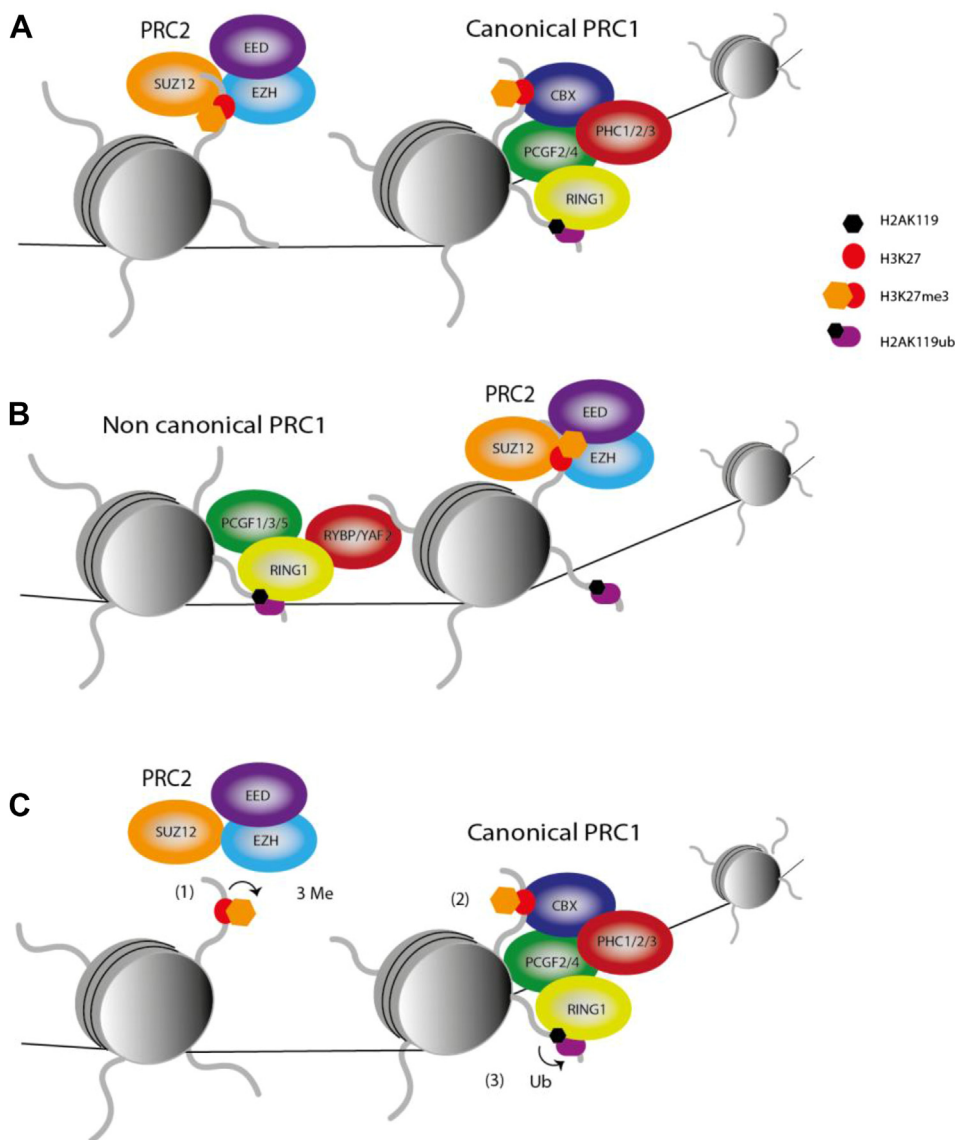 A
PRC2
EED
SUZ12
EZH
Canonical PRC1
CBX
PHC1/2/3
PCGF2/4
RING1
H2AK119
H3K27
H3K27me3
H2AK119ub
B
Non canonical PRC1
PCGF1/3/5
RYBP/YAF2
RING1
PRC2
EED
SUZ12
EZH
C
PRC2
EED
SUZ12
EZH
(1)
3 Me
Canonical PRC1
(2)
CBX
PHC1/2/3
PCGF2/4
RING1
(3)
Ub